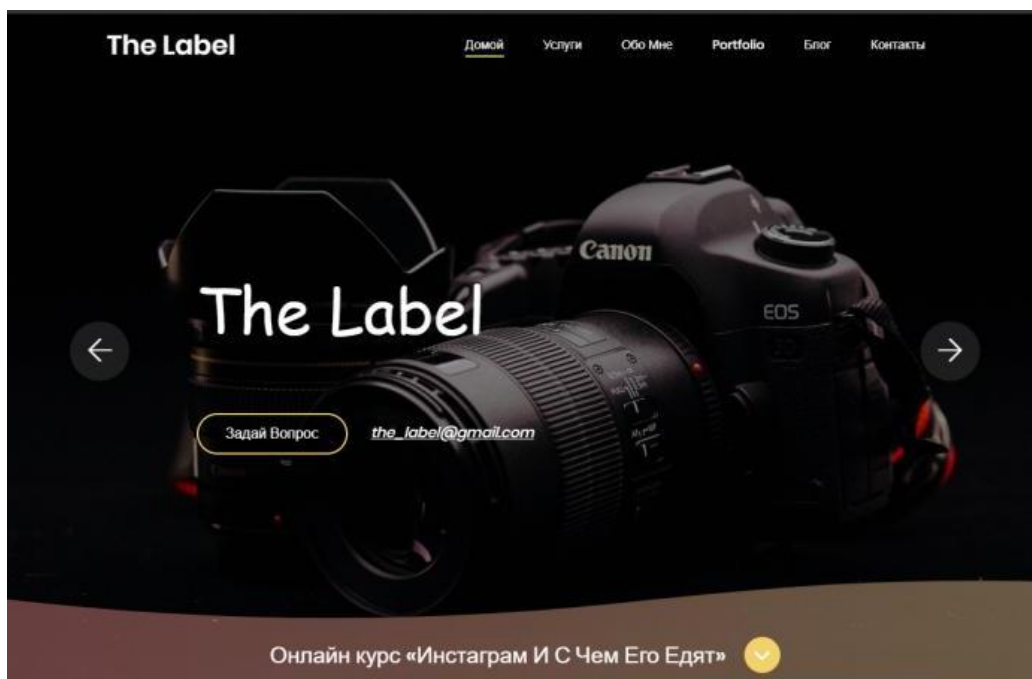 The Label
Домой Услуги Обо Мне Portfolio Блог Контакты
Canon
EOS
The Label
Задай Вопрос the_label@gmail.com
Онлайн курс «Инстаграм И С Чем Его Едят»